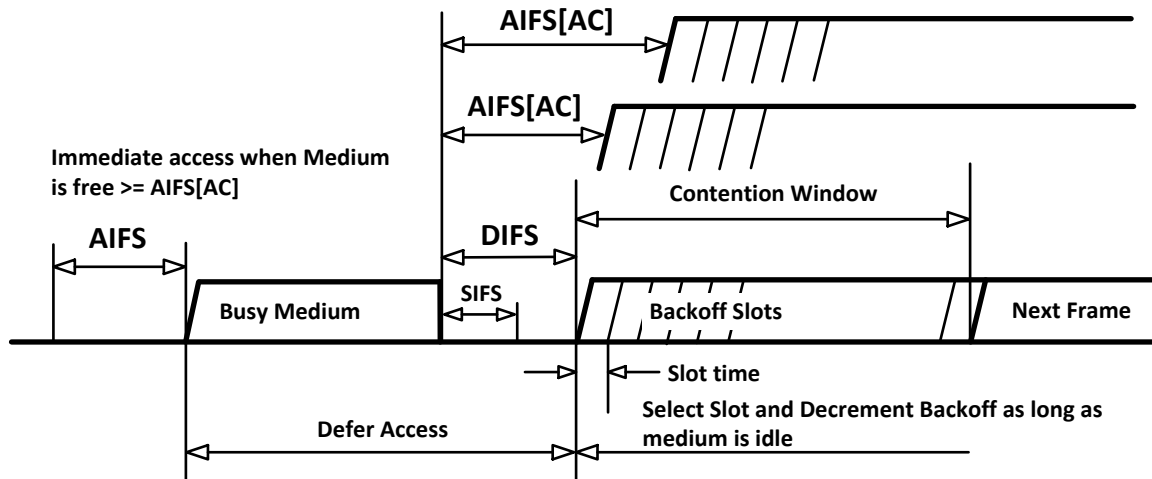 AIFS[AC]
AIFS[AC]
Immediate access when Medium
is free >= AIFS[AC]
Contention Window
AIFS
DIFS
SIFS
Busy Medium
Backoff Slots
Next Frame
Slot time
Select Slot and Decrement Backoff as long as
medium is idle
Defer Access